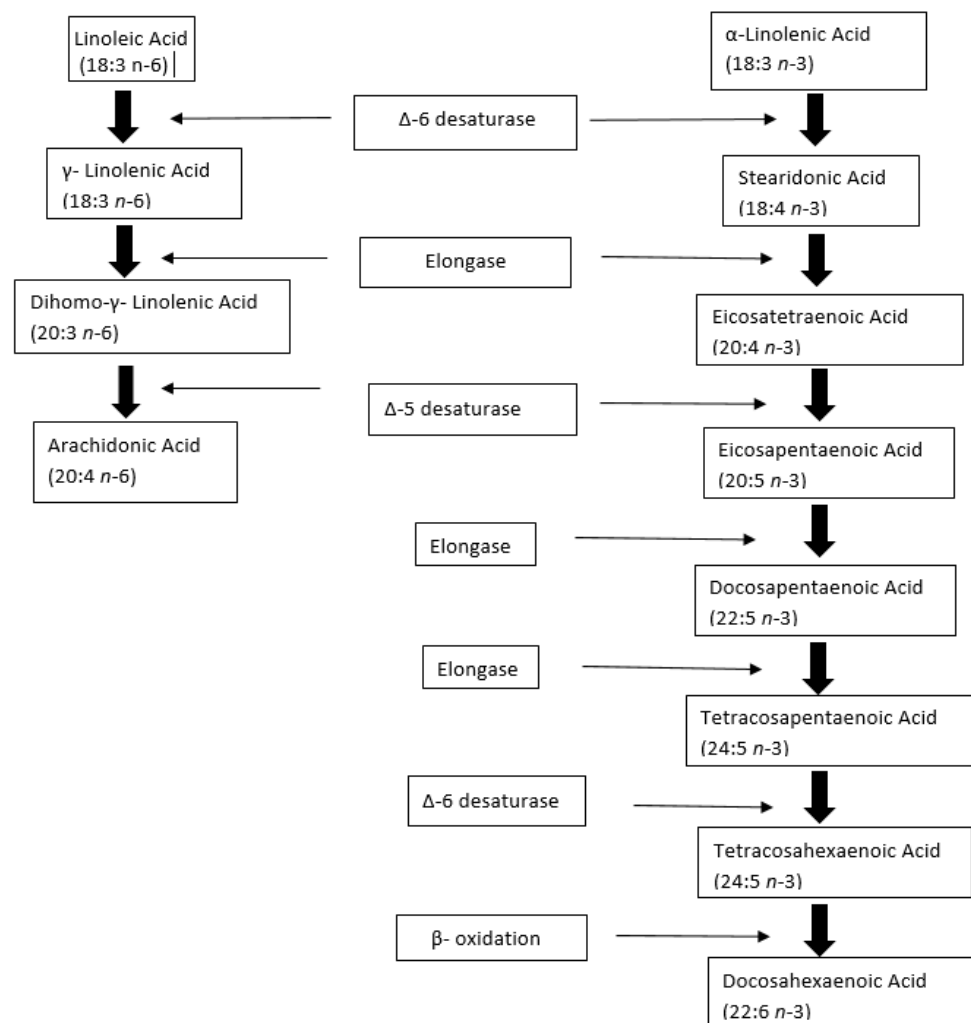 Linoleic Acid
(18:3 n-6)
α-Linolenic Acid
(18:3 n-3)
Δ-6 desaturase
γ- Linolenic Acid
(18:3 n-6)
Stearidonic Acid
(18:4 n-3)
Elongase
Dihomo-γ- Linolenic Acid
(20:3 n-6)
Eicosatetraenoic Acid
(20:4 n-3)
Δ-5 desaturase
Arachidonic Acid
(20:4 n-6)
Eicosapentaenoic Acid
(20:5 n-3)
Elongase
Docosapentaenoic Acid
(22:5 n-3)
Elongase
Tetracosapentaenoic Acid
(24:5 n-3)
Δ-6 desaturase
Tetracosahexaenoic Acid
(24:5 n-3)
β- oxidation
Docosahexaenoic Acid
(22:6 n-3)